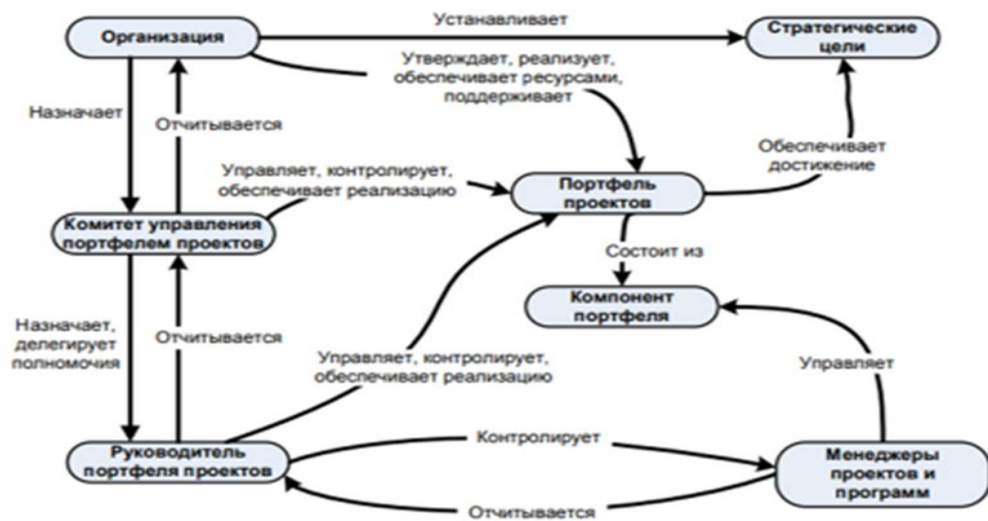 Устанавливает
Организация
Стратегические
цели
Утверждает, реализует,
обеспечивает ресурсами,
поддерживает
Назначает
Отчитывается
Обеспечивает
достижение
Управляет, контролирует,
обеспечивает реализацию
Портфель
проектов
Комитет управления
портфелем проектов
Состоит из
Компонент
портфеля
Назначает,
делегирует
полномочия
Отчитывается
Управляет, контролирует,
обеспечивает реализацию
Управляет
Руководитель
портфеля проектов
Контролирует
Менеджеры
проектов и
программ
Отчитывается